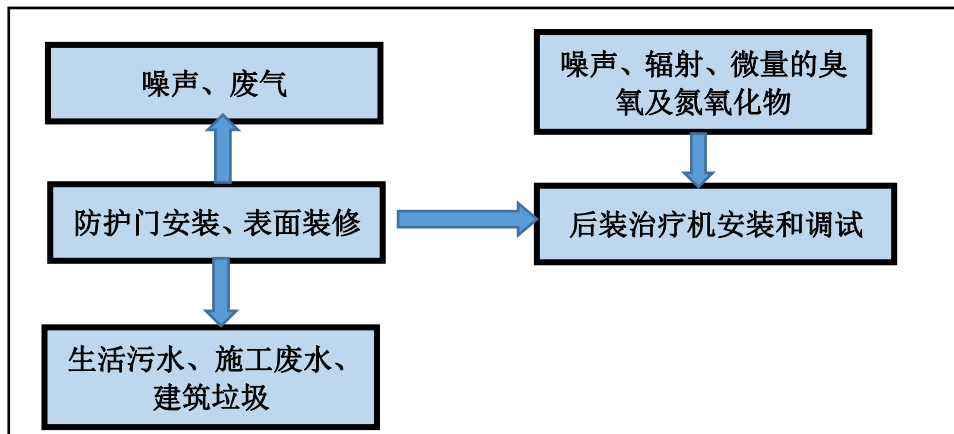 噪声、废气
噪声、辐射、微量的臭
氧及氮氧化物
防护门安装、表面装修
后装治疗机安装和调试
生活污水、施工废水、
建筑垃圾